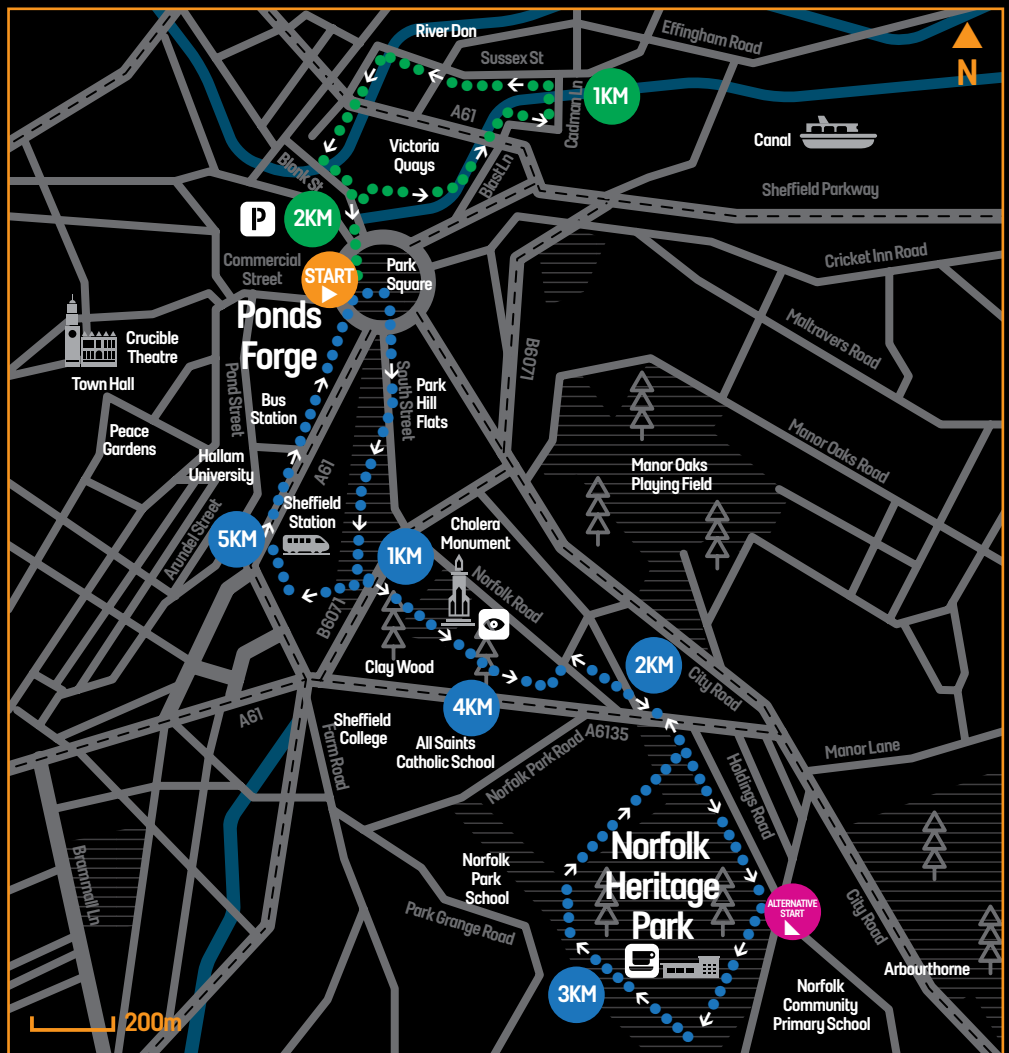 River Don
Sussex St
Effingham Road
N
1KM
A61
Cadman Ln
Victoria
Quays
Canal
Blonk St
Blast Ln
Sheffield Parkway
P
2KM
Commercial
Street
START
Park
Square
Cricket Inn Road
Ponds
Forge
Crucible
Theatre
Town Hall
Maltravers Road
B6071
Pond Street
Bus
Station
South Street
Park
Hill
Flats
Peace
Gardens
Hallam
University
A61
Manor Oaks Road
Manor Oaks
Playing Field
Arundel Street
Sheffield
Station
5KM
1KM
Cholera
Monument
Norfolk Road
B6071
Clay Wood
2KM
City Road
4KM
A61
Sheffield
College
All Saints
Catholic School
A6135
Farm Road
Norfolk Park Road
Manor Lane
Holdings Road
Norfolk
Heritage
Park
Norfolk
Park
School
Brammall Ln
Park Grange Road
ALTERNATIVE
START
City Road
3KM
Arbourthorne
Norfolk
Community
Primary School
200m